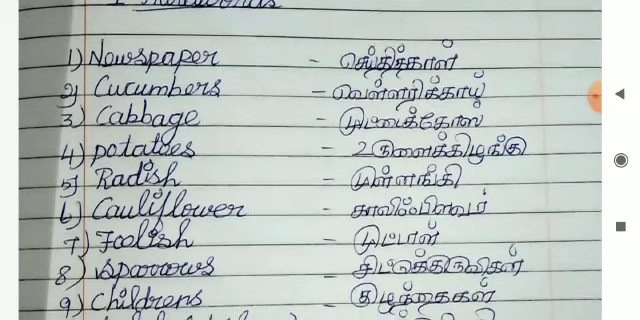 1) Newspaper - செய்தித்தாள்
2) Cucumbers - வெள்ளரிக்காய்
3) Cabbage - முட்டைக்கோஸ்
4) potatoes - உருளைக்கிழங்கு
5) Radish - முள்ளங்கி
6) Cauliflower - காலிஃபிளவர்
7) Foolish - முட்டாள்
8) sparrows - சிட்டுக்குருவிகள்
9) Childrens - குழந்தைகள்